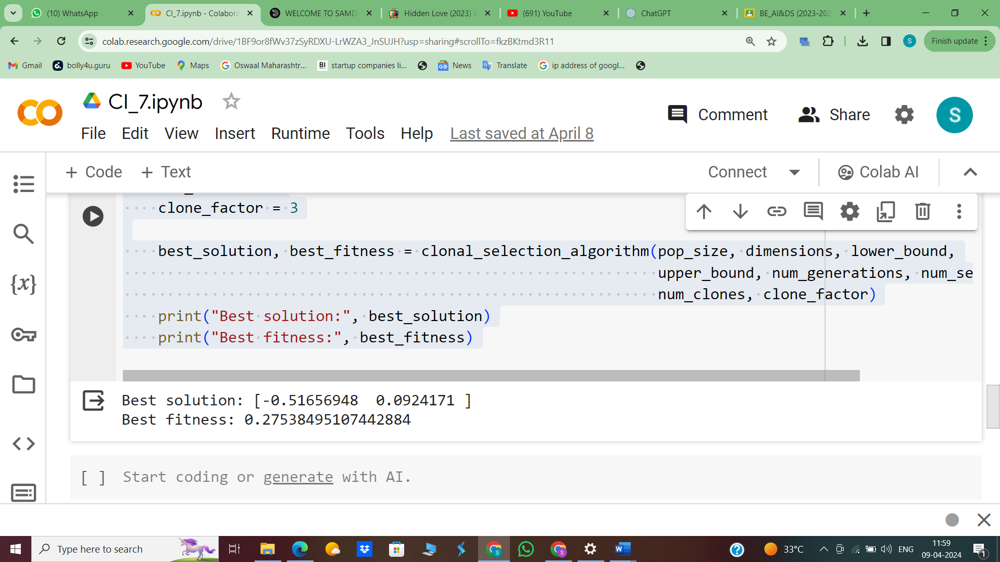 (10) WhatsApp
CI_7.ipynb - Colabora
WELCOME TO SAMD
Hidden Love (2023) E
(691) YouTube
ChatGPT
BE_AI&DS (2023-202
colab.research.google.com/drive/1BF9or8fWv37zSyRDXU-LrWZA3_JnSUJH?usp=sharing#scrollTo=fkzBKtmd3R11
S
Finish update
Gmail
bolly4u.guru
YouTube
Maps
Oswaal Maharashtr...
BI
startup companies li...
News
Translate
ip address of googl...
CI_7.ipynb
Comment
Share
S
File Edit View Insert Runtime Tools Help Last saved at April 8
+ Code + Text
Connect
Colab AI
clone_factor = 3
best_solution, best_fitness = clonal_selection_algorithm(pop_size, dimensions, lower_bound,
upper_bound, num_generations, num_se
num_clones, clone_factor)
print("Best solution:", best_solution)
print("Best fitness:", best_fitness)
{x}
Best solution: [-0.51656948  0.0924171 ]
Best fitness: 0.27538495107442884
[ ] Start coding or generate with AI.
Type here to search
33°C
ENG
11:59
09-04-2024
1